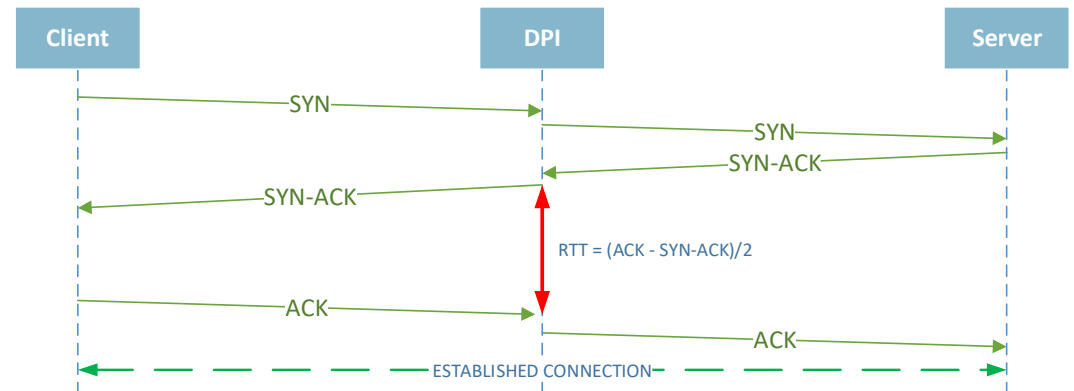 Client
DPI
Server
SYN
SYN
SYN-ACK
SYN-ACK
RTT = (ACK - SYN-ACK)/2
ACK
ACK
ESTABLISHED CONNECTION